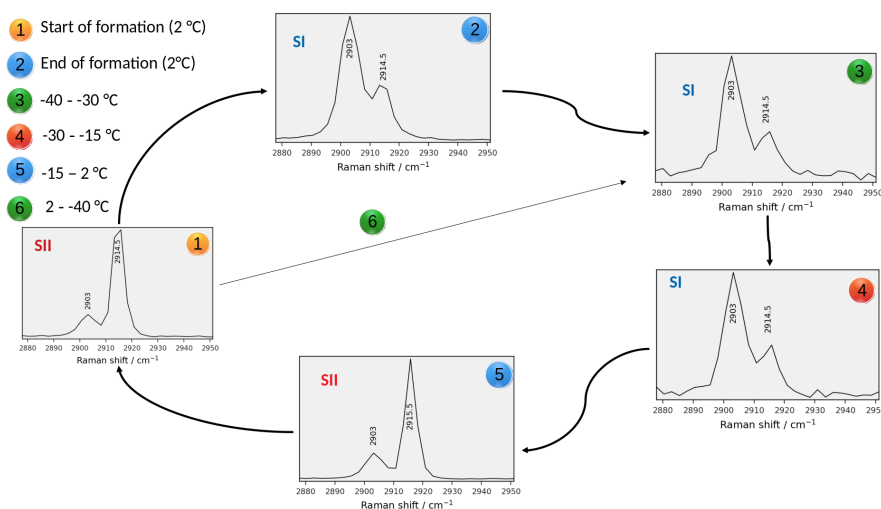 1 Start of formation (2 °C)
2 End of formation (2°C)
3 -40 - -30 °C
4 -30 - -15 °C
5 -15 – 2 °C
6 2 - -40 °C
SI
2
2903
2914.5
2880 2890 2900 2910 2920 2930 2940 2950
Raman shift / cm⁻¹
SI
3
2903
2914.5
2880 2890 2900 2910 2920 2930 2940 2950
Raman shift / cm⁻¹
6
SII
1
2903
2914.5
2880 2890 2900 2910 2920 2930 2940 2950
Raman shift / cm⁻¹
SI
4
2903
2914.5
2880 2890 2900 2910 2920 2930 2940 295
Raman shift / cm⁻¹
SII
5
2903
2915.5
2880 2890 2900 2910 2920 2930 2940 2950
Raman shift / cm⁻¹